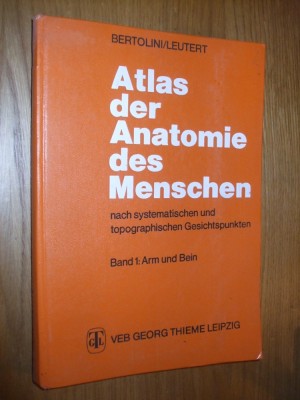 BERTOLINI/LEUTERT
Atlas
der
Anatomie
des
Menschen
nach systematischen und
topographischen Gesichtspunkten
Band 1: Arm und Bein
GTL
VEB GEORG THIEME LEIPZIG